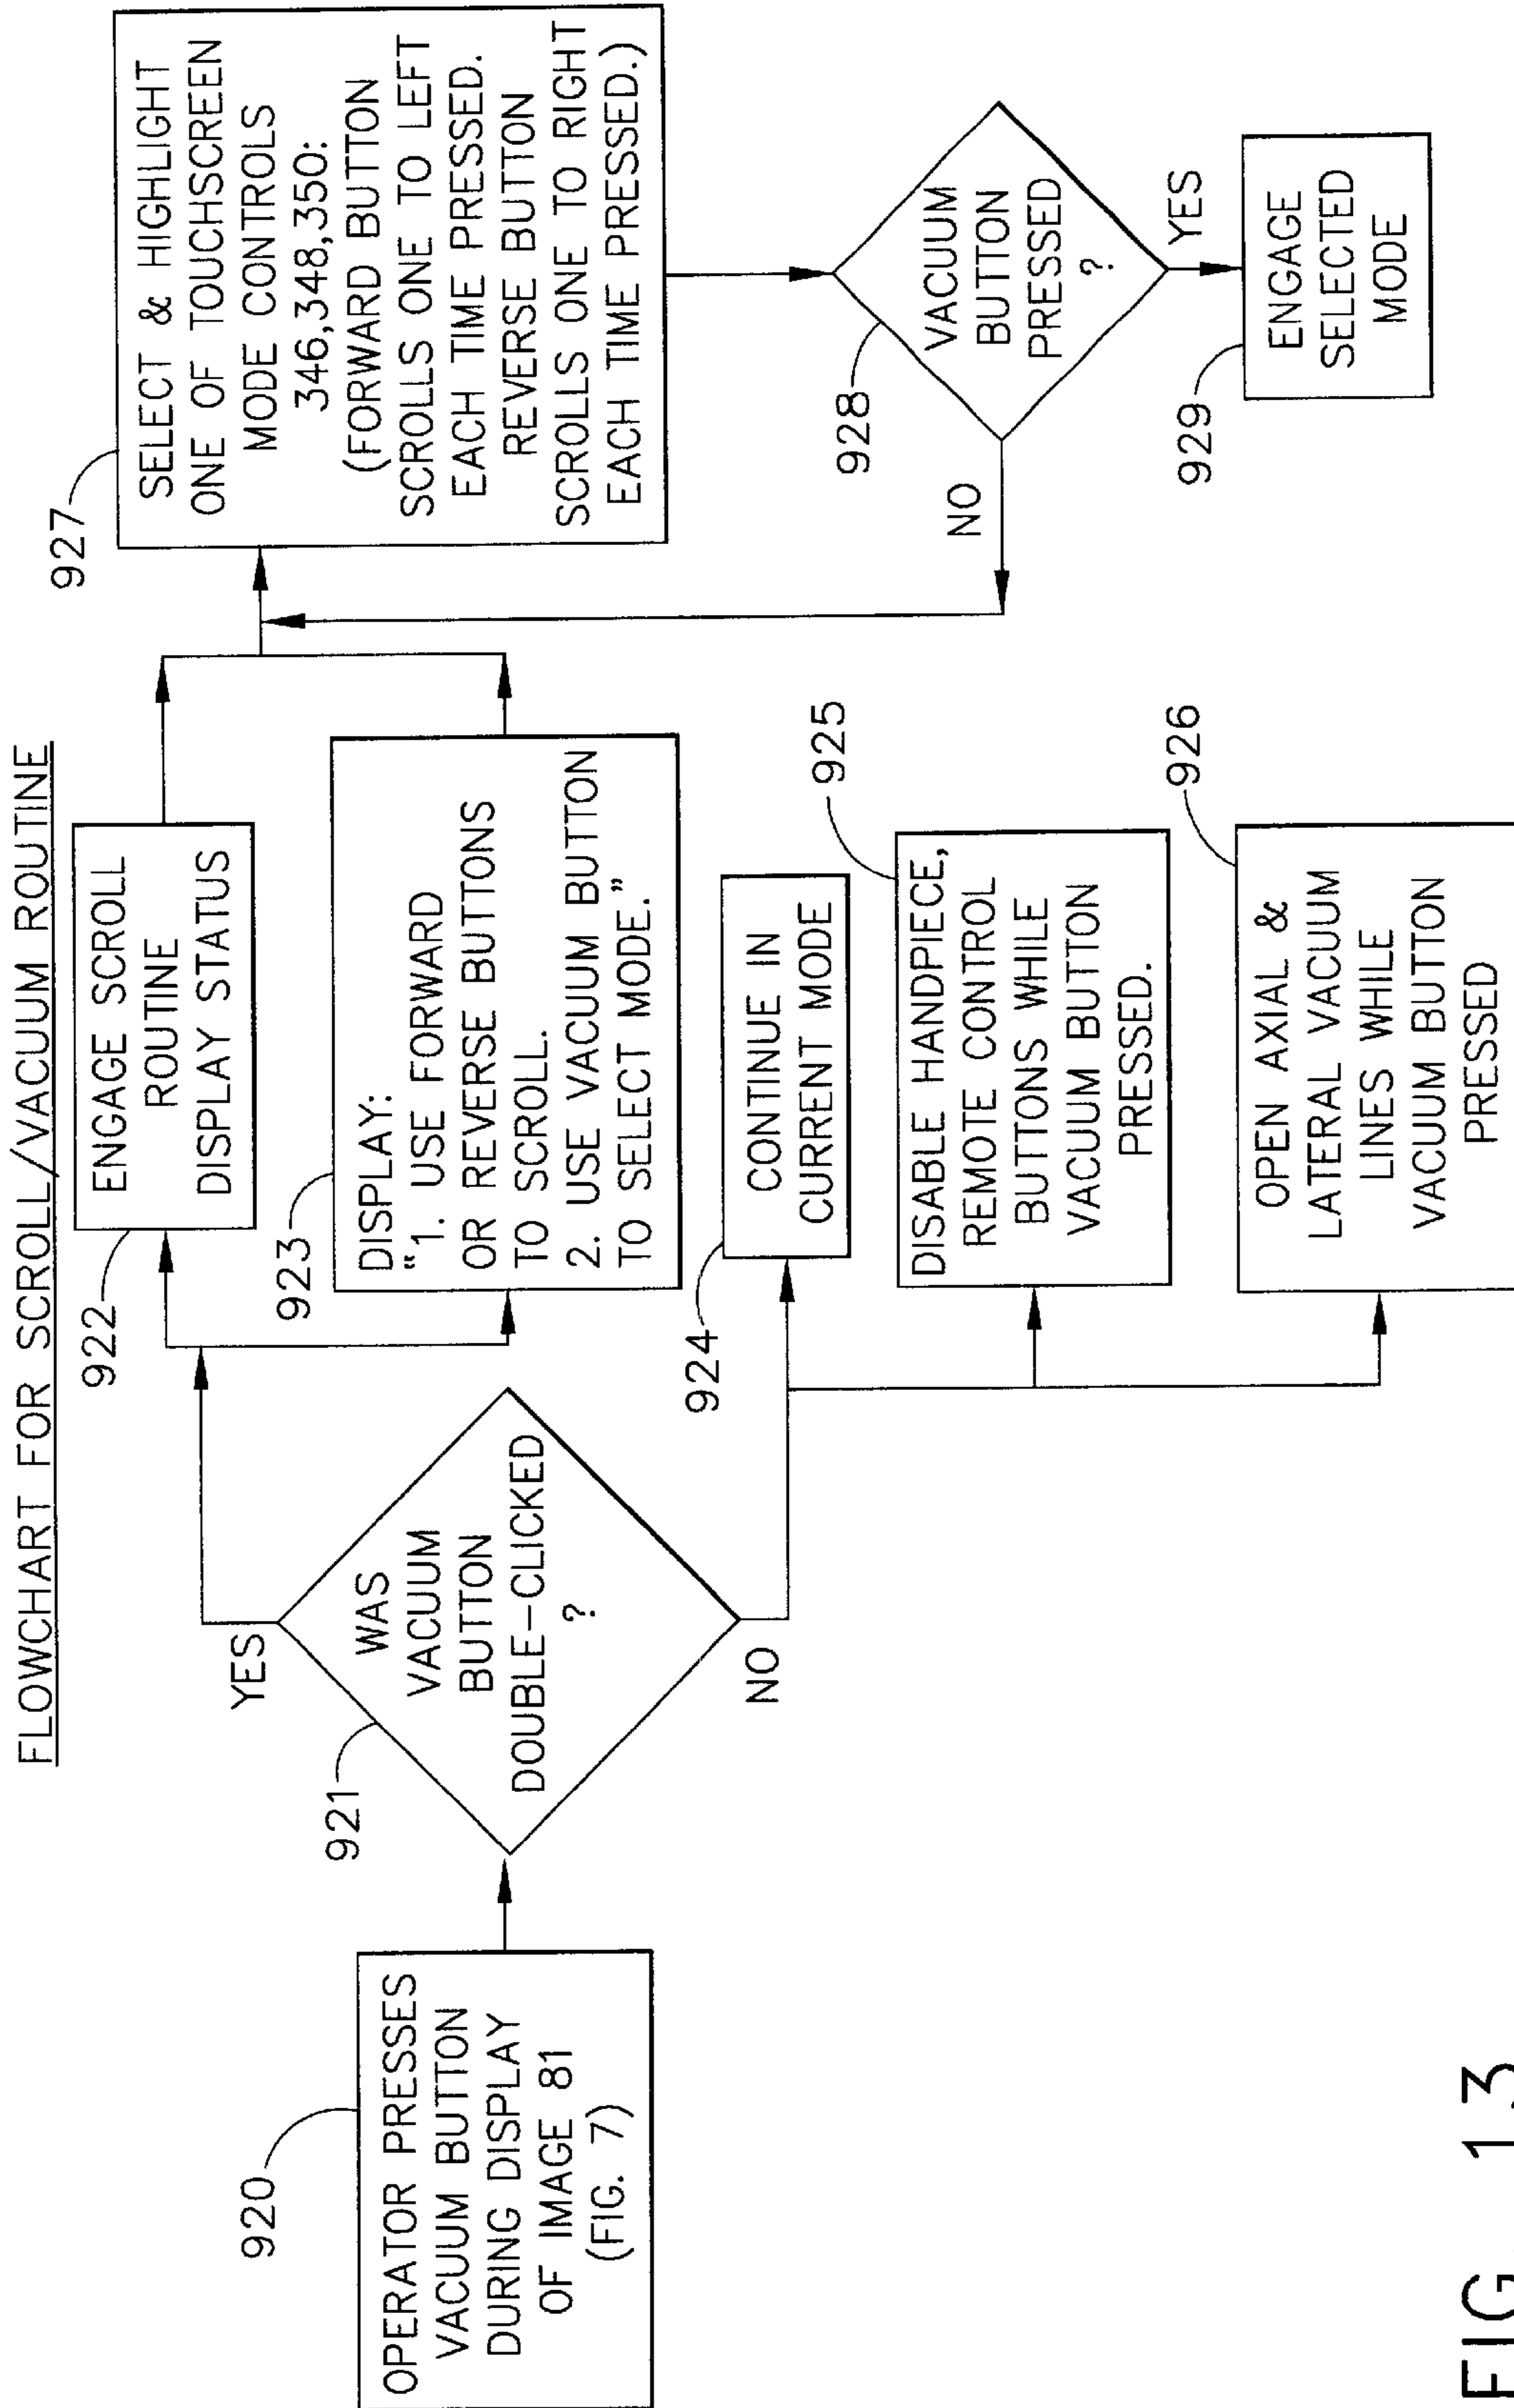 FLOWCHART FOR SCROLL/VACUUM ROUTINE
920
OPERATOR PRESSES
VACUUM BUTTON
DURING DISPLAY
OF IMAGE 81
(FIG. 7)
921
WAS
VACUUM
BUTTON
DOUBLE-CLICKED
?
YES
NO
922
ENGAGE SCROLL
ROUTINE
DISPLAY STATUS
923
DISPLAY:
"1. USE FORWARD
OR REVERSE BUTTONS
TO SCROLL.
2. USE VACUUM BUTTON
TO SELECT MODE."
924
CONTINUE IN
CURRENT MODE
925
DISABLE HANDPIECE,
REMOTE CONTROL
BUTTONS WHILE
VACUUM BUTTON
PRESSED.
926
OPEN AXIAL &
LATERAL VACUUM
LINES WHILE
VACUUM BUTTON
PRESSED
927
SELECT & HIGHLIGHT
ONE OF TOUCHSCREEN
MODE CONTROLS
346,348,350:
(FORWARD BUTTON
SCROLLS ONE TO LEFT
EACH TIME PRESSED.
REVERSE BUTTON
SCROLLS ONE TO RIGHT
EACH TIME PRESSED.)
928
VACUUM
BUTTON
PRESSED
?
NO
YES
929
ENGAGE
SELECTED
MODE
FIG. 13